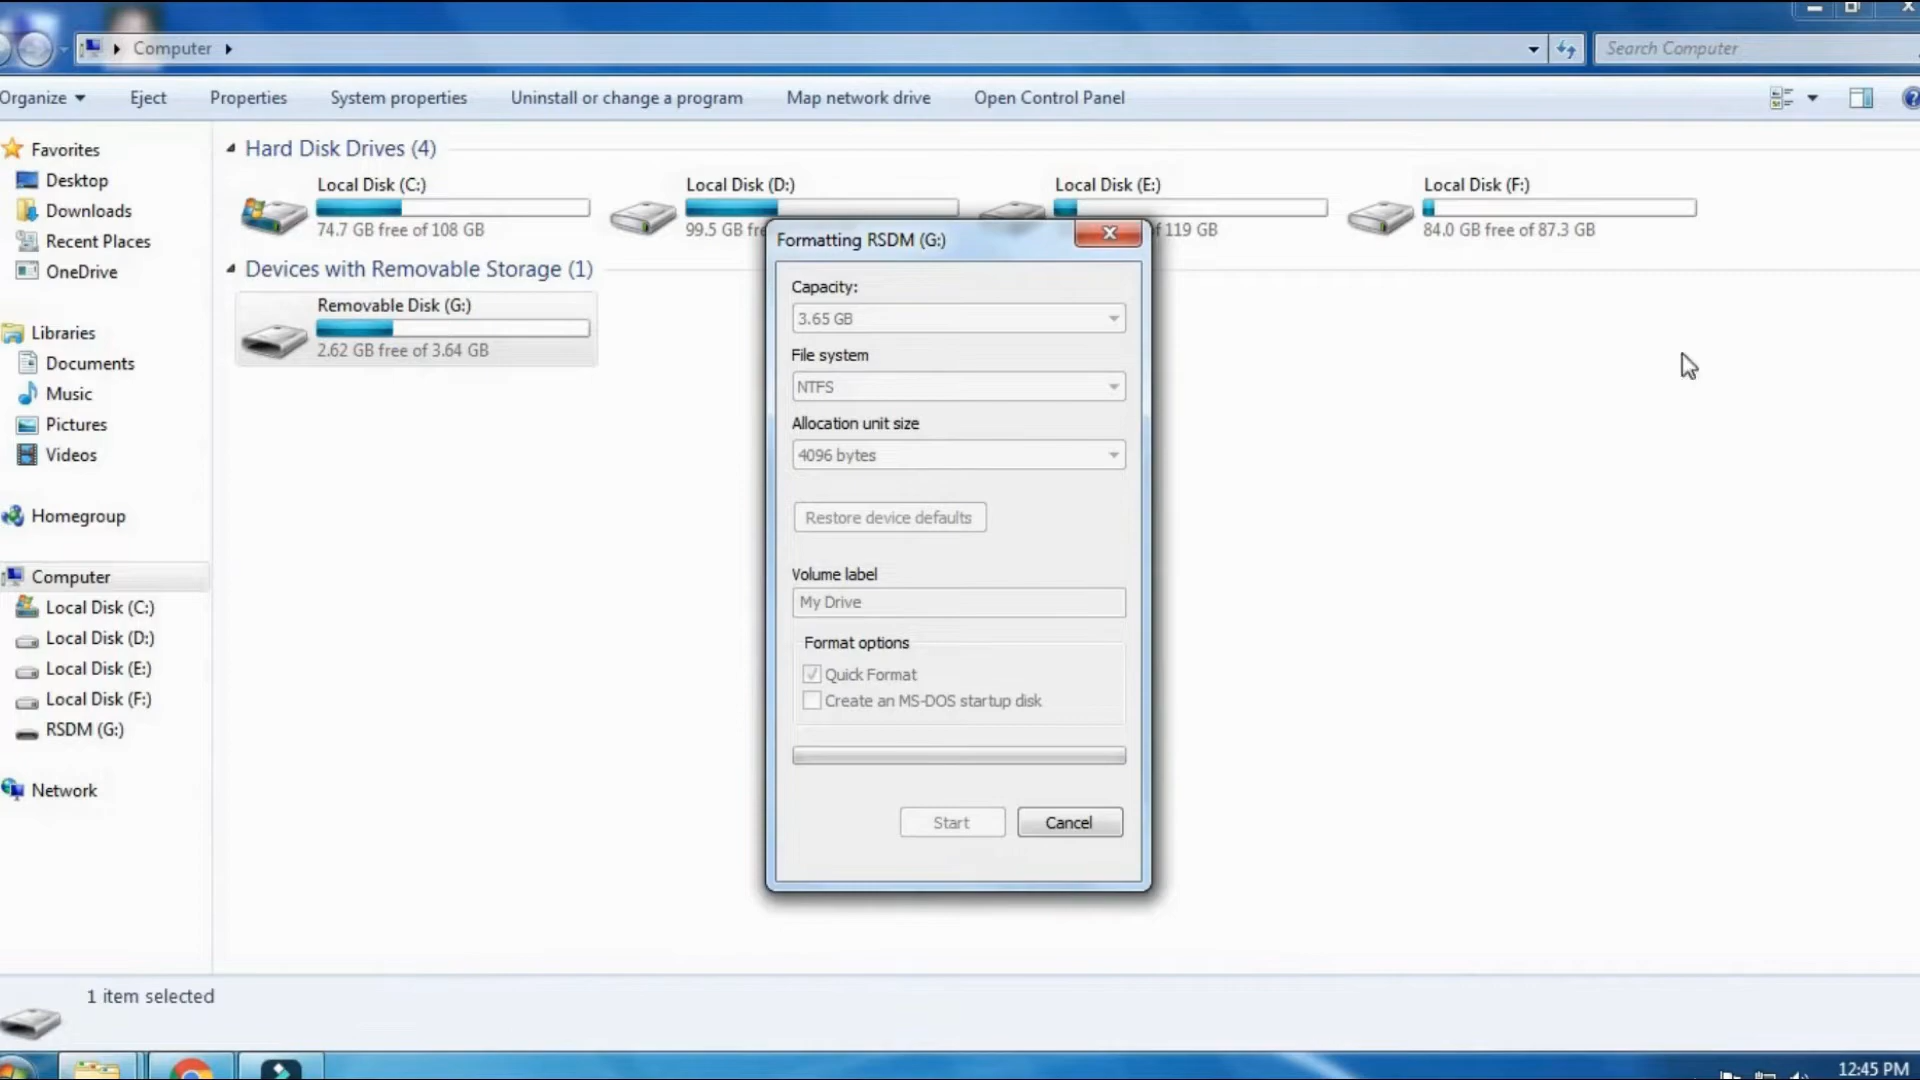 Computer
Search Computer
Organize
Eject
Properties
System properties
Uninstall or change a program
Map network drive
Open Control Panel
Favorites
Desktop
Downloads
Recent Places
OneDrive
Libraries
Documents
Music
Pictures
Videos
Homegroup
Computer
Local Disk (C:)
Local Disk (D:)
Local Disk (E:)
Local Disk (F:)
RSDM (G:)
Network
Hard Disk Drives (4)
Local Disk (C:)
74.7 GB free of 108 GB
Local Disk (D:)
99.5 GB fre
Local Disk (E:)
f 119 GB
Local Disk (F:)
84.0 GB free of 87.3 GB
Devices with Removable Storage (1)
Removable Disk (G:)
2.62 GB free of 3.64 GB
Formatting RSDM (G:)
Capacity:
3.65 GB
File system
NTFS
Allocation unit size
4096 bytes
Restore device defaults
Volume label
My Drive
Format options
Quick Format
Create an MS-DOS startup disk
Start
Cancel
1 item selected
12:45 PM